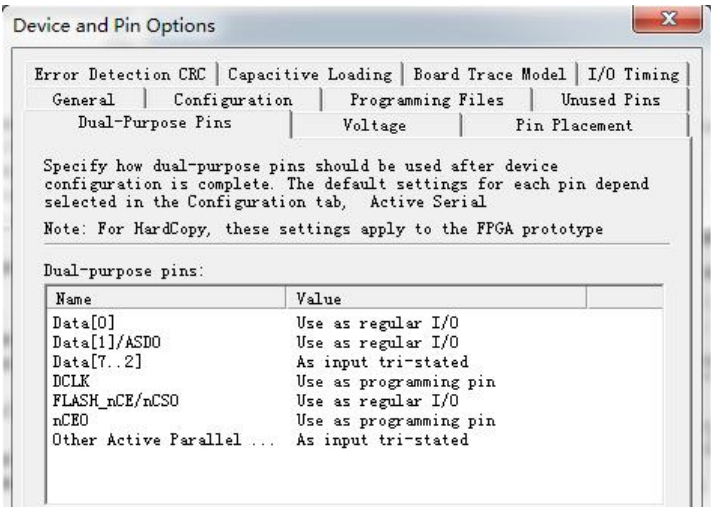 Device and Pin Options
Error Detection CRC Capacitive Loading Board Trace Model I/O Timing
General Configuration Programming Files Unused Pins
Dual-Purpose Pins Voltage Pin Placement
Specify how dual-purpose pins should be used after device
configuration is complete. The default settings for each pin depend
selected in the Configuration tab, Active Serial
Note: For HardCopy, these settings apply to the FPGA prototype
Dual-purpose pins:
Name Value
Data[0] Use as regular I/O
Data[1]/ASDO Use as regular I/O
Data[7..2] As input tri-stated
DCLK Use as programming pin
FLASH_nCE/nCSO Use as regular I/O
nCEO Use as programming pin
Other Active Parallel ... As input tri-stated